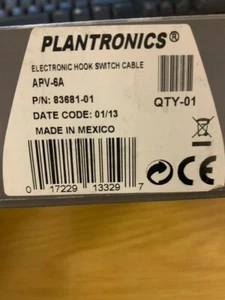 PLANTRONICS®
ELECTRONIC HOOK SWITCH CABLE
APV-6A
P/N: 83681-01 QTY-01
DATE CODE: 01/13
MADE IN MEXICO
0 17229 13329 7
CE